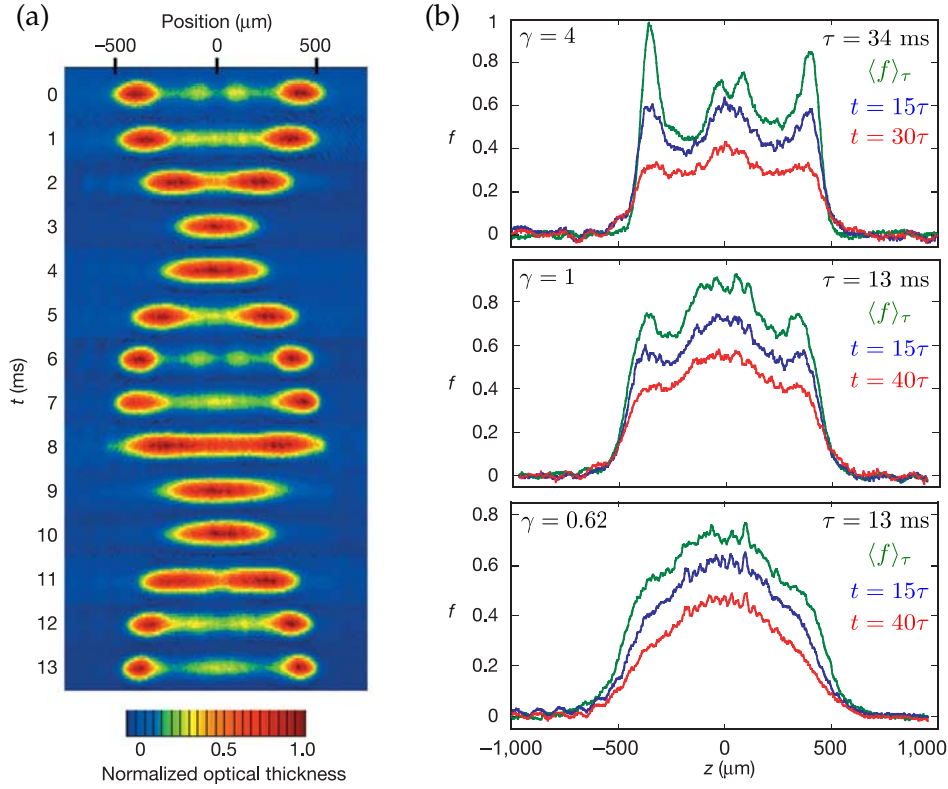 (a)
Position (μm)
−500 0 500
0
1
2
3
4
5
6
7
8
9
10
11
12
13
t (ms)
0 0.5 1.0
Normalized optical thickness
(b)
γ = 4
τ = 34 ms
⟨f⟩τ
t = 15τ
t = 30τ
1
0.8
0.6
0.4
0.2
0
f
γ = 1
τ = 13 ms
⟨f⟩τ
t = 15τ
t = 40τ
0.8
0.6
0.4
0.2
0
f
γ = 0.62
τ = 13 ms
⟨f⟩τ
t = 15τ
t = 40τ
0.8
0.6
0.4
0.2
0
f
−1,000 −500 0 500 1,000
z (μm)